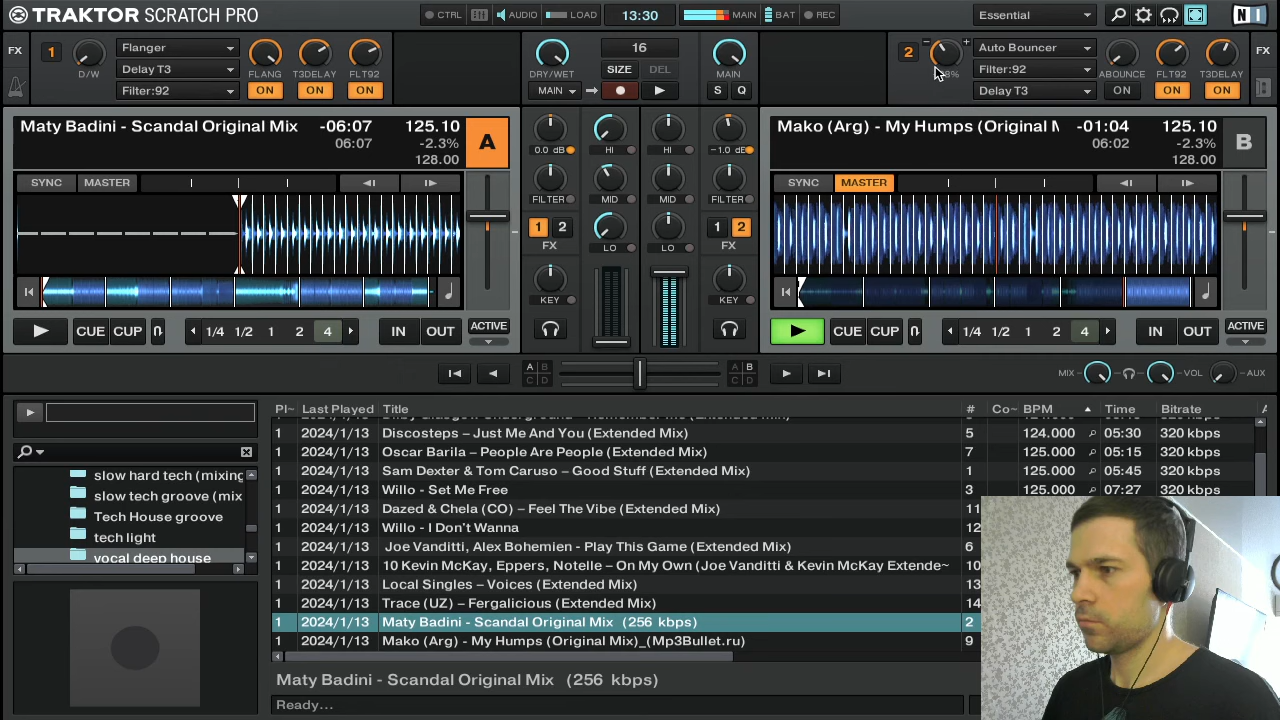 TRAKTOR SCRATCH PRO
CTRL
AUDIO
LOAD
13:30
MAIN
BAT
REC
Essential
N I
FX
1
D/W
Flanger
Delay T3
Filter:92
FLANG
T3DELAY
FLT92
ON
ON
ON
DRY/WET
MAIN
16
SIZE
DEL
MAIN
S
Q
2
Auto Bouncer
Filter:92
Delay T3
ABOUNCE
FLT92
T3DELAY
ON
ON
ON
FX
Maty Badini - Scandal Original Mix
-06:07
125.10
06:07
-2.3%
128.00
A
SYNC
MASTER
CUE
CUP
1/4
1/2
1
2
4
IN
OUT
ACTIVE
0.0 dB
HI
HI
-1.0 dB
FILTER
MID
MID
FILTER
1
2
FX
LO
LO
1
2
FX
KEY
KEY
Mako (Arg) - My Humps (Original M
-01:04
125.10
06:02
-2.3%
128.00
B
SYNC
MASTER
CUE
CUP
1/4
1/2
1
2
4
IN
OUT
ACTIVE
A B
C D
A B
C D
MIX
VOL
AUX
slow hard tech (mixing
slow tech groove (mix
Tech House groove
tech light
vocal deep house
Pl~ Last Played Title # Co~ BPM Time Bitrate
1 2024/1/13 Discosteps – Just Me And You (Extended Mix) 5 124.000 05:30 320 kbps
1 2024/1/13 Oscar Barila – People Are People (Extended Mix) 7 125.000 05:15 320 kbps
1 2024/1/13 Sam Dexter & Tom Caruso – Good Stuff (Extended Mix) 1 125.000 05:45 320 kbps
1 2024/1/13 Willo - Set Me Free 3 125.000 07:27 320 kbps
1 2024/1/13 Dazed & Chela (CO) – Feel The Vibe (Extended Mix) 11
1 2024/1/13 Willo - I Don't Wanna 12
1 2024/1/13 Joe Vanditti, Alex Bohemien - Play This Game (Extended Mix) 6
1 2024/1/13 10 Kevin McKay, Eppers, Notelle – On My Own (Joe Vanditti & Kevin McKay Extende~ 10
1 2024/1/13 Local Singles – Voices (Extended Mix) 13
1 2024/1/13 Trace (UZ) – Fergalicious (Extended Mix) 14
1 2024/1/13 Maty Badini - Scandal Original Mix (256 kbps) 2
1 2024/1/13 Mako (Arg) - My Humps (Original Mix)_(Mp3Bullet.ru) 9
Maty Badini - Scandal Original Mix (256 kbps)
Ready...